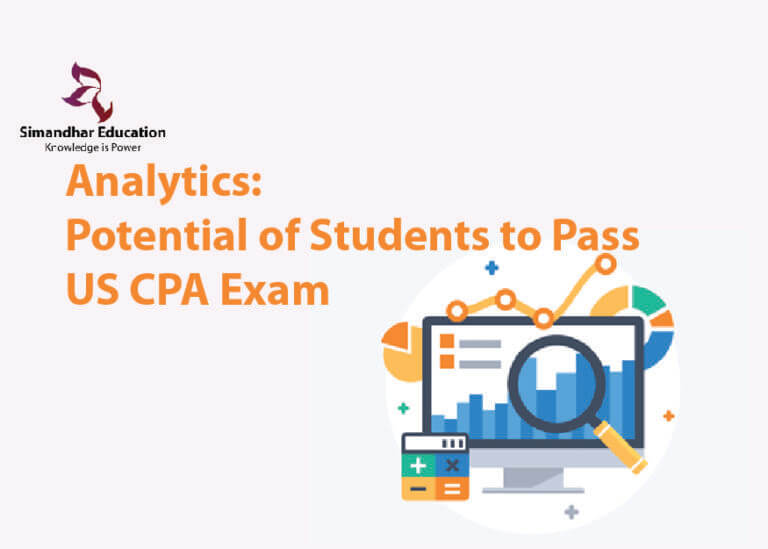 Simandhar Education
Knowledge is Power
Analytics:
Potential of Students to Pass
US CPA Exam